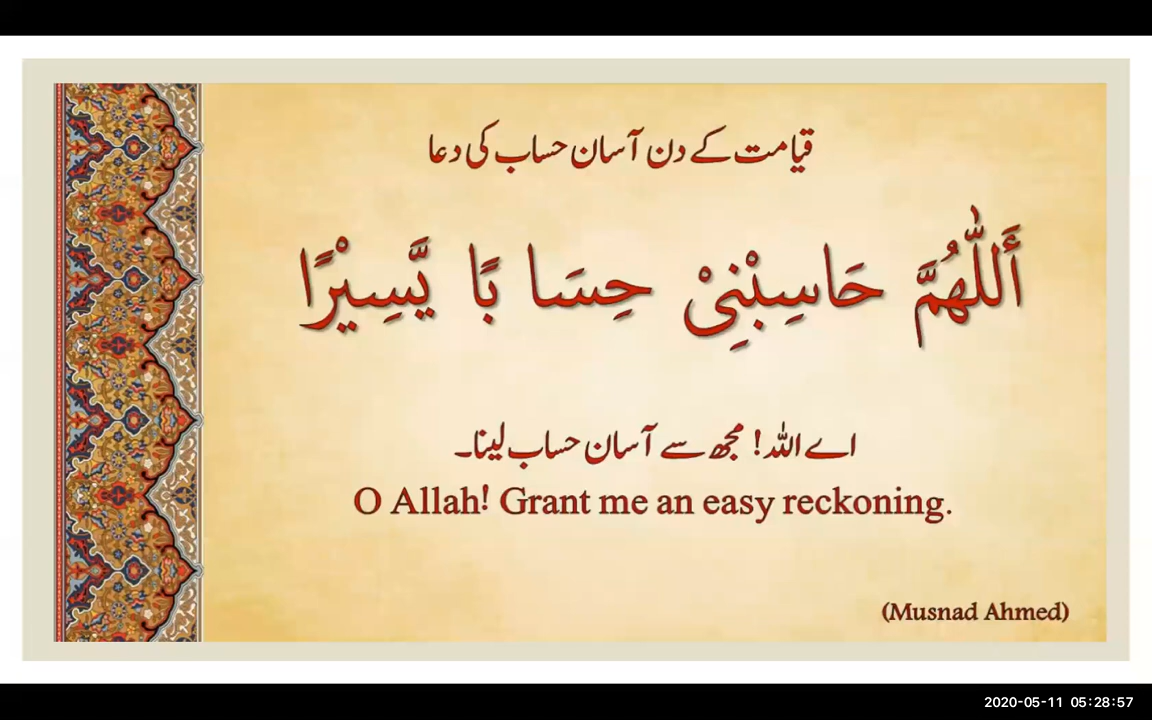 قیامت کے دن آسان حساب کی دعا
أَللّٰهُمَّ حَاسِبْنِیْ حِسَا بًا یَّسِیْرًا
اے اللہ! مجھ سے آسان حساب لینا۔
O Allah! Grant me an easy reckoning.
(Musnad Ahmed)
2020-05-11 05:28:57